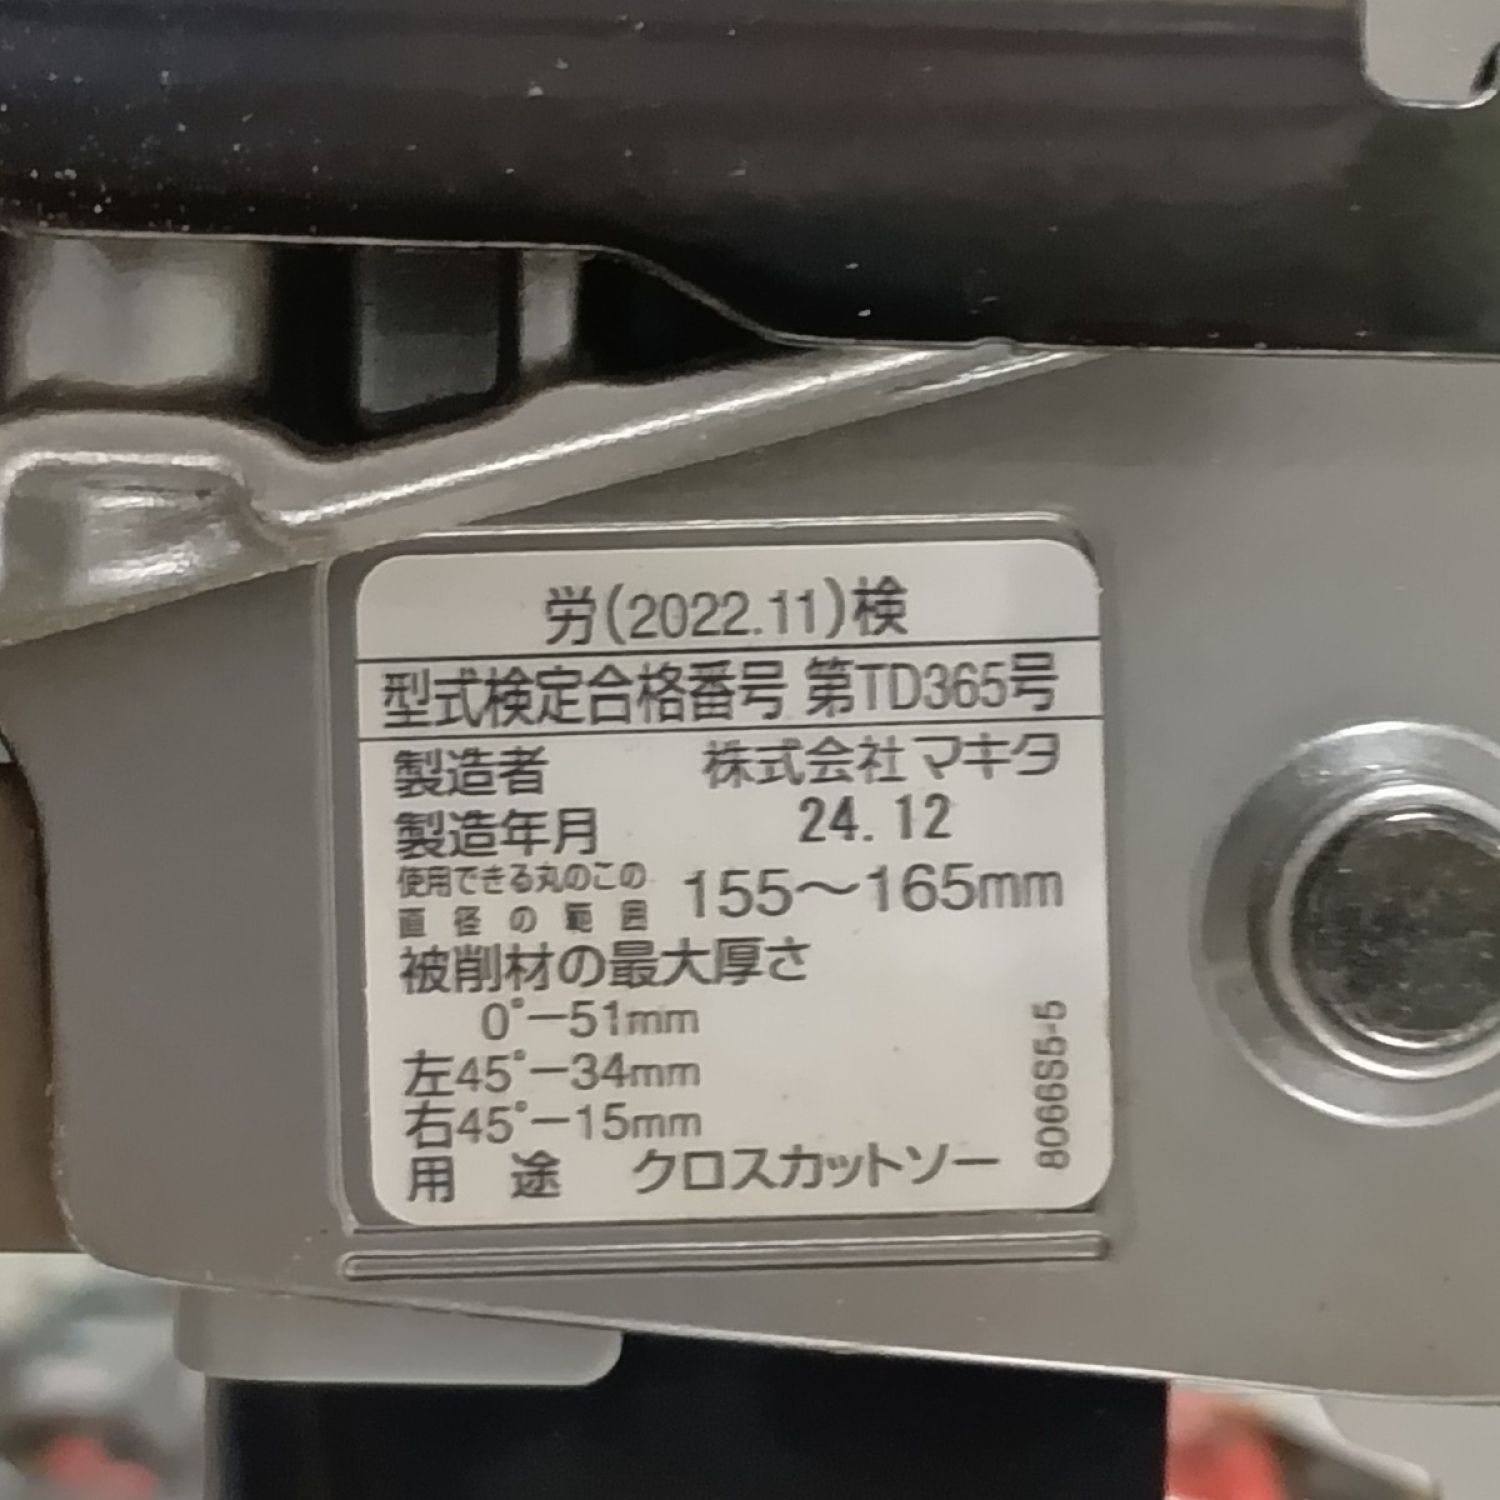 労(2022.11)検
型式検定合格番号 第TD365号
製造者 株式会社マキタ
製造年月 24.12
使用できる丸のこの
直径の範囲 155〜165mm
被削材の最大厚さ
0°−51mm
左45°−34mm
右45°−15mm
用途 クロスカットソー
8066S5-5